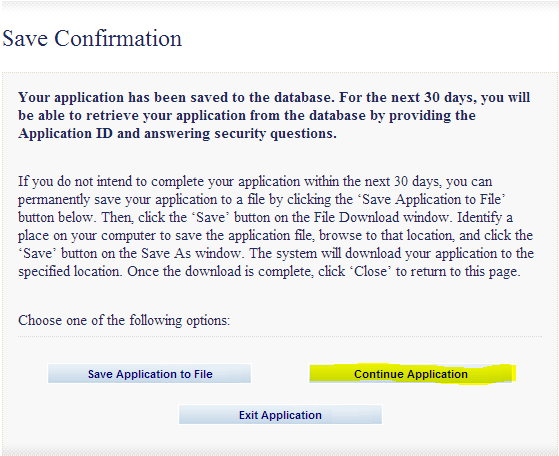 Save Confirmation
Your application has been saved to the database. For the next 30 days, you will
be able to retrieve your application from the database by providing the
Application ID and answering security questions.
If you do not intend to complete your application within the next 30 days, you can
permanently save your application to a file by clicking the ‘Save Application to File’
button below. Then, click the ‘Save’ button on the File Download window. Identify a
place on your computer to save the application file, browse to that location, and click the
‘Save’ button on the Save As window. The system will download your application to the
specified location. Once the download is complete, click ‘Close’ to return to this page.
Choose one of the following options:
Save Application to File
Continue Application
Exit Application